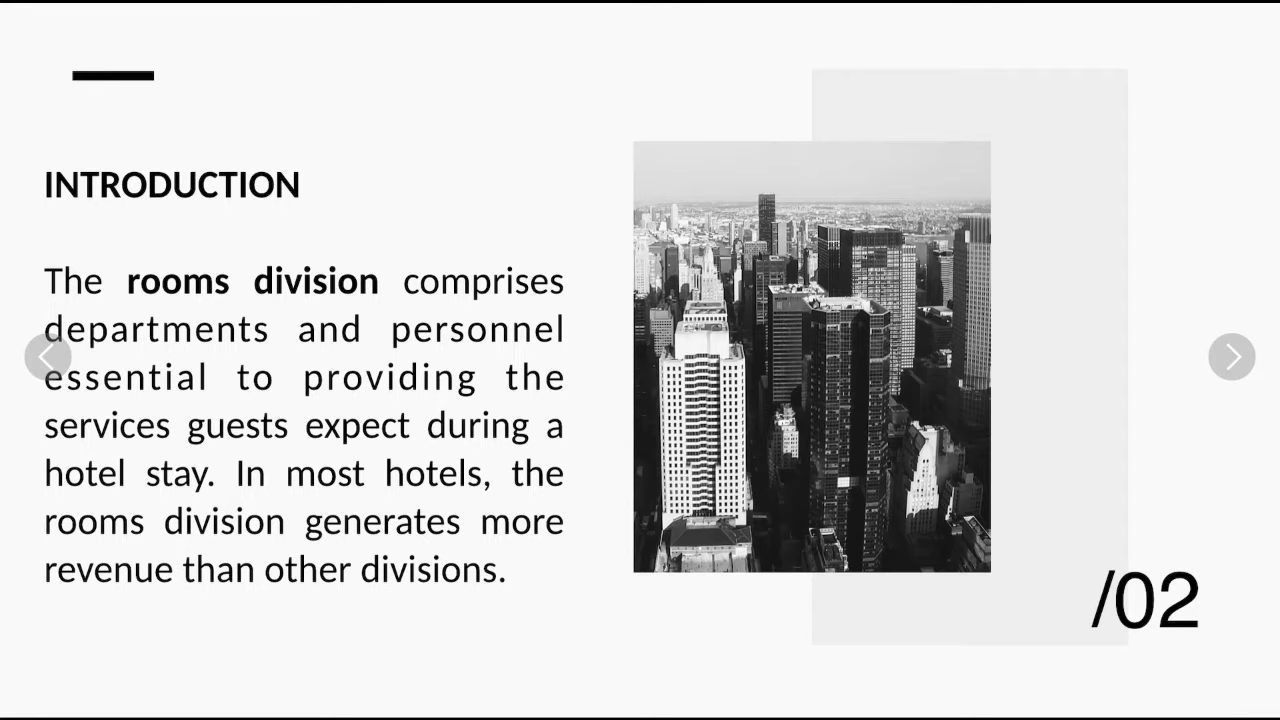 INTRODUCTION
The rooms division comprises
departments and personnel
essential to providing the
services guests expect during a
hotel stay. In most hotels, the
rooms division generates more
revenue than other divisions.
/02